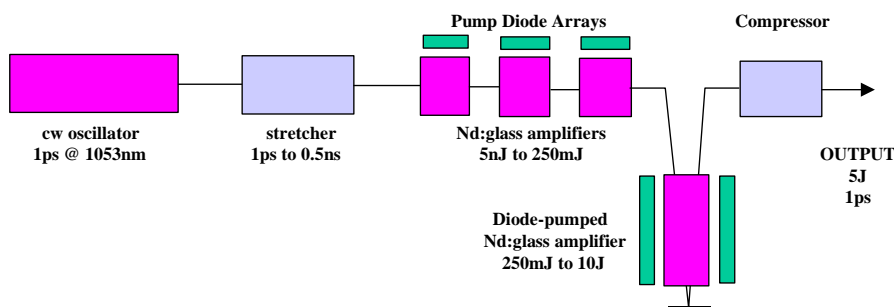 Pump Diode Arrays
Compressor
cw oscillator
1ps @ 1053nm
stretcher
1ps to 0.5ns
Nd:glass amplifiers
5nJ to 250mJ
OUTPUT
5J
1ps
Diode-pumped
Nd:glass amplifier
250mJ to 10J